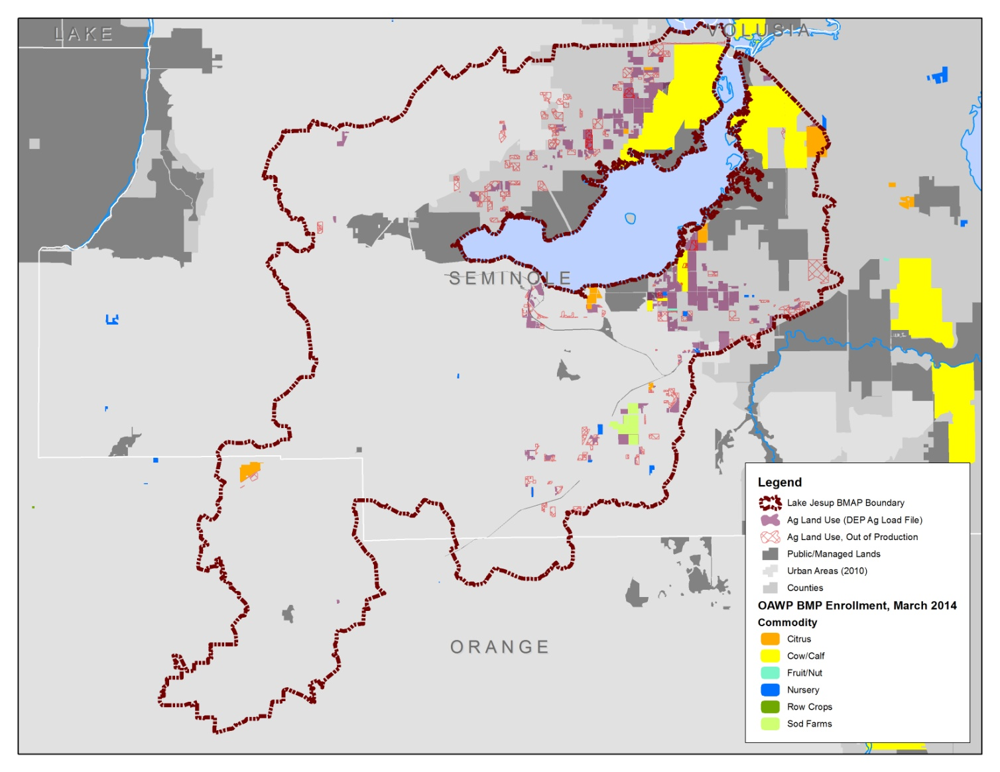 LAKE
VOLUSIA
SEMINOLE
ORANGE
Legend
Lake Jesup BMAP Boundary
Ag Land Use (DEP Ag Load File)
Ag Land Use, Out of Production
Public/Managed Lands
Urban Areas (2010)
Counties
OAWP BMP Enrollment, March 2014
Commodity
Citrus
Cow/Calf
Fruit/Nut
Nursery
Row Crops
Sod Farms